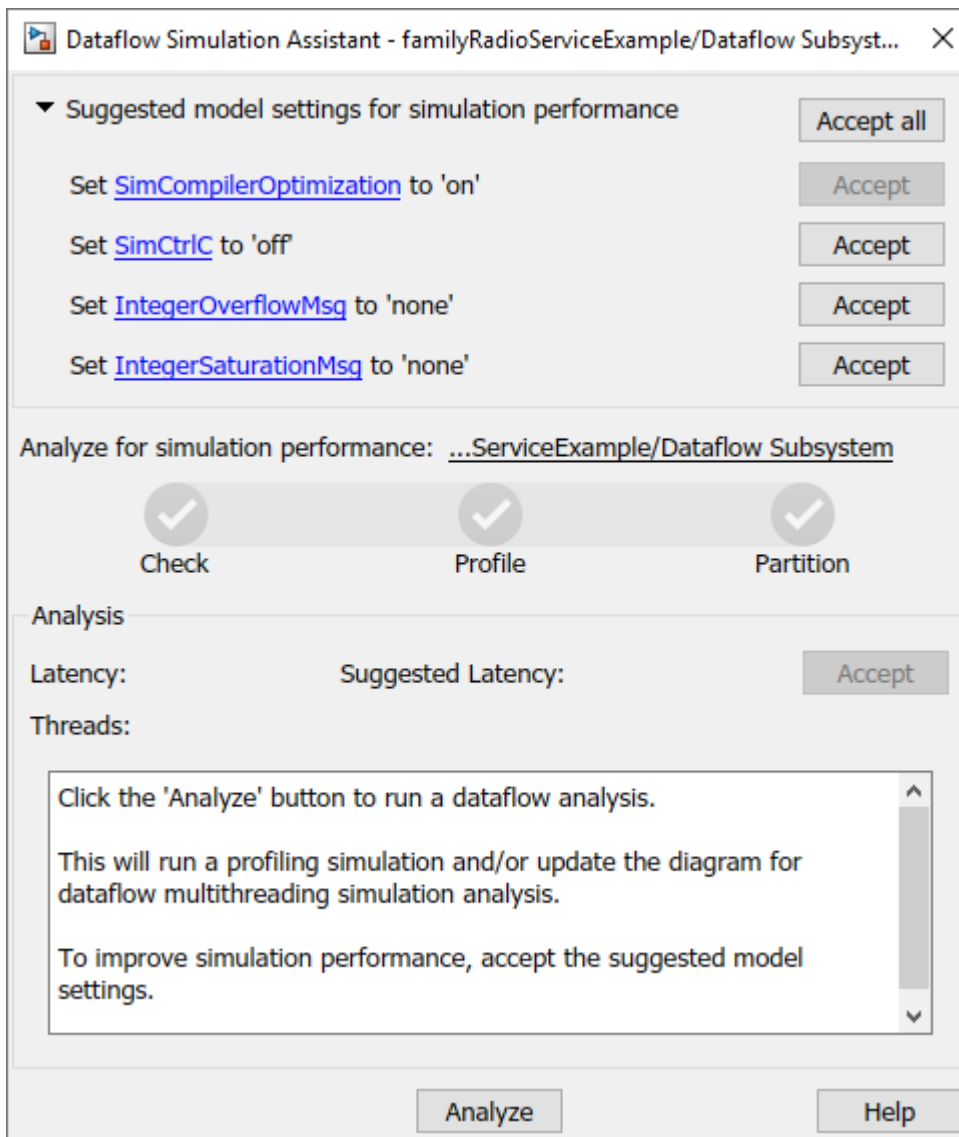 Dataflow Simulation Assistant - familyRadioServiceExample/Dataflow Subsyst...
Suggested model settings for simulation performance
Accept all
Set SimCompilerOptimization to 'on'
Accept
Set SimCtrlC to 'off'
Accept
Set IntegerOverflowMsg to 'none'
Accept
Set IntegerSaturationMsg to 'none'
Accept
Analyze for simulation performance: ...ServiceExample/Dataflow Subsystem
Check
Profile
Partition
Analysis
Latency:
Suggested Latency:
Accept
Threads:
Click the 'Analyze' button to run a dataflow analysis.
This will run a profiling simulation and/or update the diagram for
dataflow multithreading simulation analysis.
To improve simulation performance, accept the suggested model
settings.
Analyze
Help